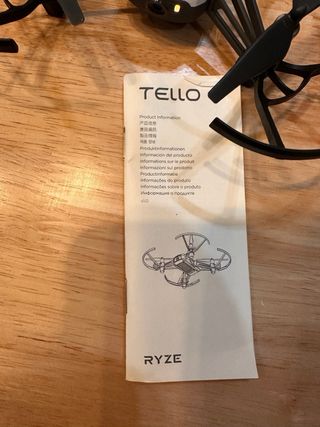 TELLO
Product Information
产品信息
產品資訊
製品情報
제품 정보
Produktinformationen
Información del producto
Informations sur le produit
Informazioni sul prodotto
Productinformatie
Informações do produto
Informações sobre o produto
Информация о продукте
RYZE